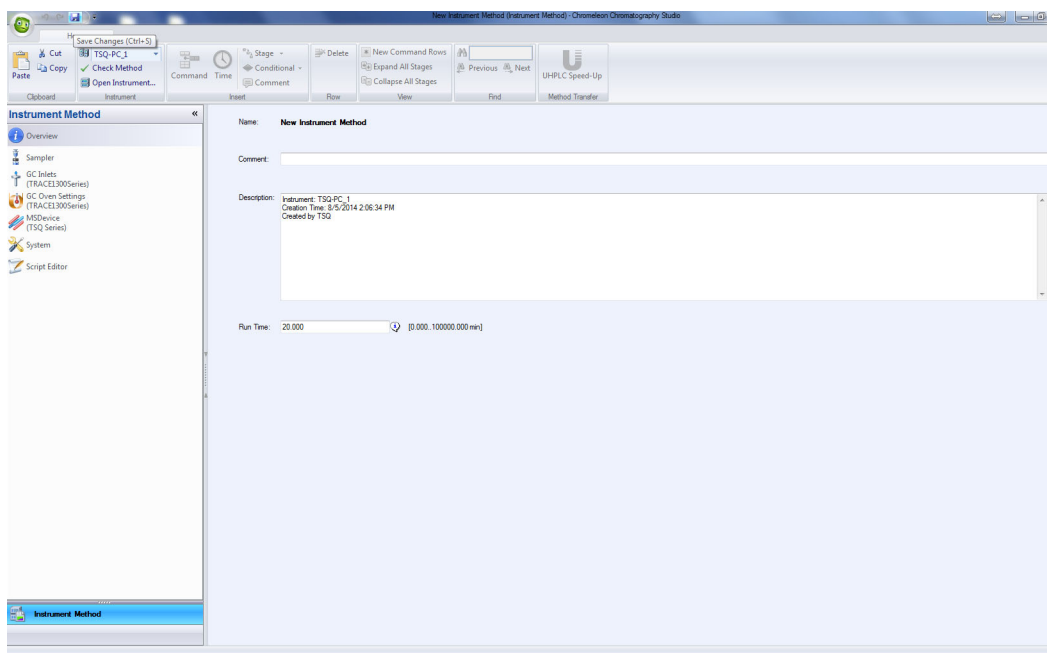 New Instrument Method (Instrument Method) - Chromeleon Chromatography Studio
Save Changes (Ctrl+S)
Paste
Cut
Copy
Clipboard
TSQ-PC_1
Check Method
Open Instrument...
Instrument
Command
Time
Stage
Conditional
Comment
Insert
Delete
Row
New Command Rows
Expand All Stages
Collapse All Stages
View
Previous
Next
Find
UHPLC Speed-Up
Method Transfer
Instrument Method
Overview
Sampler
GC Inlets
(TRACE1300Series)
GC Oven Settings
(TRACE1300Series)
MSDevice
(TSQ Series)
System
Script Editor
Instrument Method
Name: New Instrument Method
Comment:
Description: Instrument: TSQ-PC_1
Creation Time: 8/5/2014 2:06:34 PM
Created by TSQ
Run Time: 20.000 [0.000..100000.000 min]